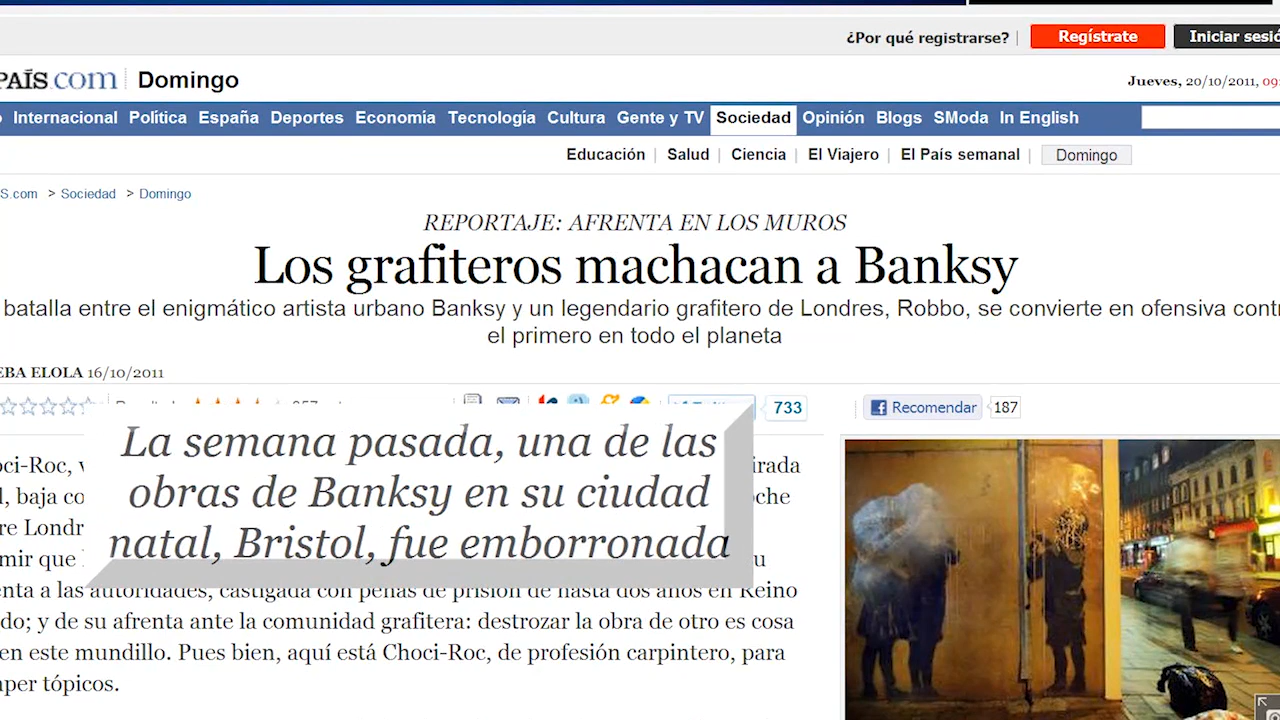 ¿Por qué registrarse? Regístrate Iniciar sesió
PAÍS.com Domingo
Jueves, 20/10/2011, 09:
Internacional Política España Deportes Economía Tecnología Cultura Gente y TV Sociedad Opinión Blogs SModa In English
Educación | Salud | Ciencia | El Viajero | El País semanal | Domingo
S.com > Sociedad > Domingo
REPORTAJE: AFRENTA EN LOS MUROS
Los grafiteros machacan a Banksy
batalla entre el enigmático artista urbano Banksy y un legendario grafitero de Londres, Robbo, se convierte en ofensiva cont
el primero en todo el planeta
EBA ELOLA 16/10/2011
733
Recomendar 187
La semana pasada, una de las
obras de Banksy en su ciudad
natal, Bristol, fue emborronada
oci-Roc, v irada
l, baja co oche
re Londr
mir que su
enta a las autoridades, castigada con penas de prisión de hasta dos años en Reino
do; y de su afrenta ante la comunidad grafitera: destrozar la obra de otro es cosa
en este mundillo. Pues bien, aquí está Choci-Roc, de profesión carpintero, para
per tópicos.